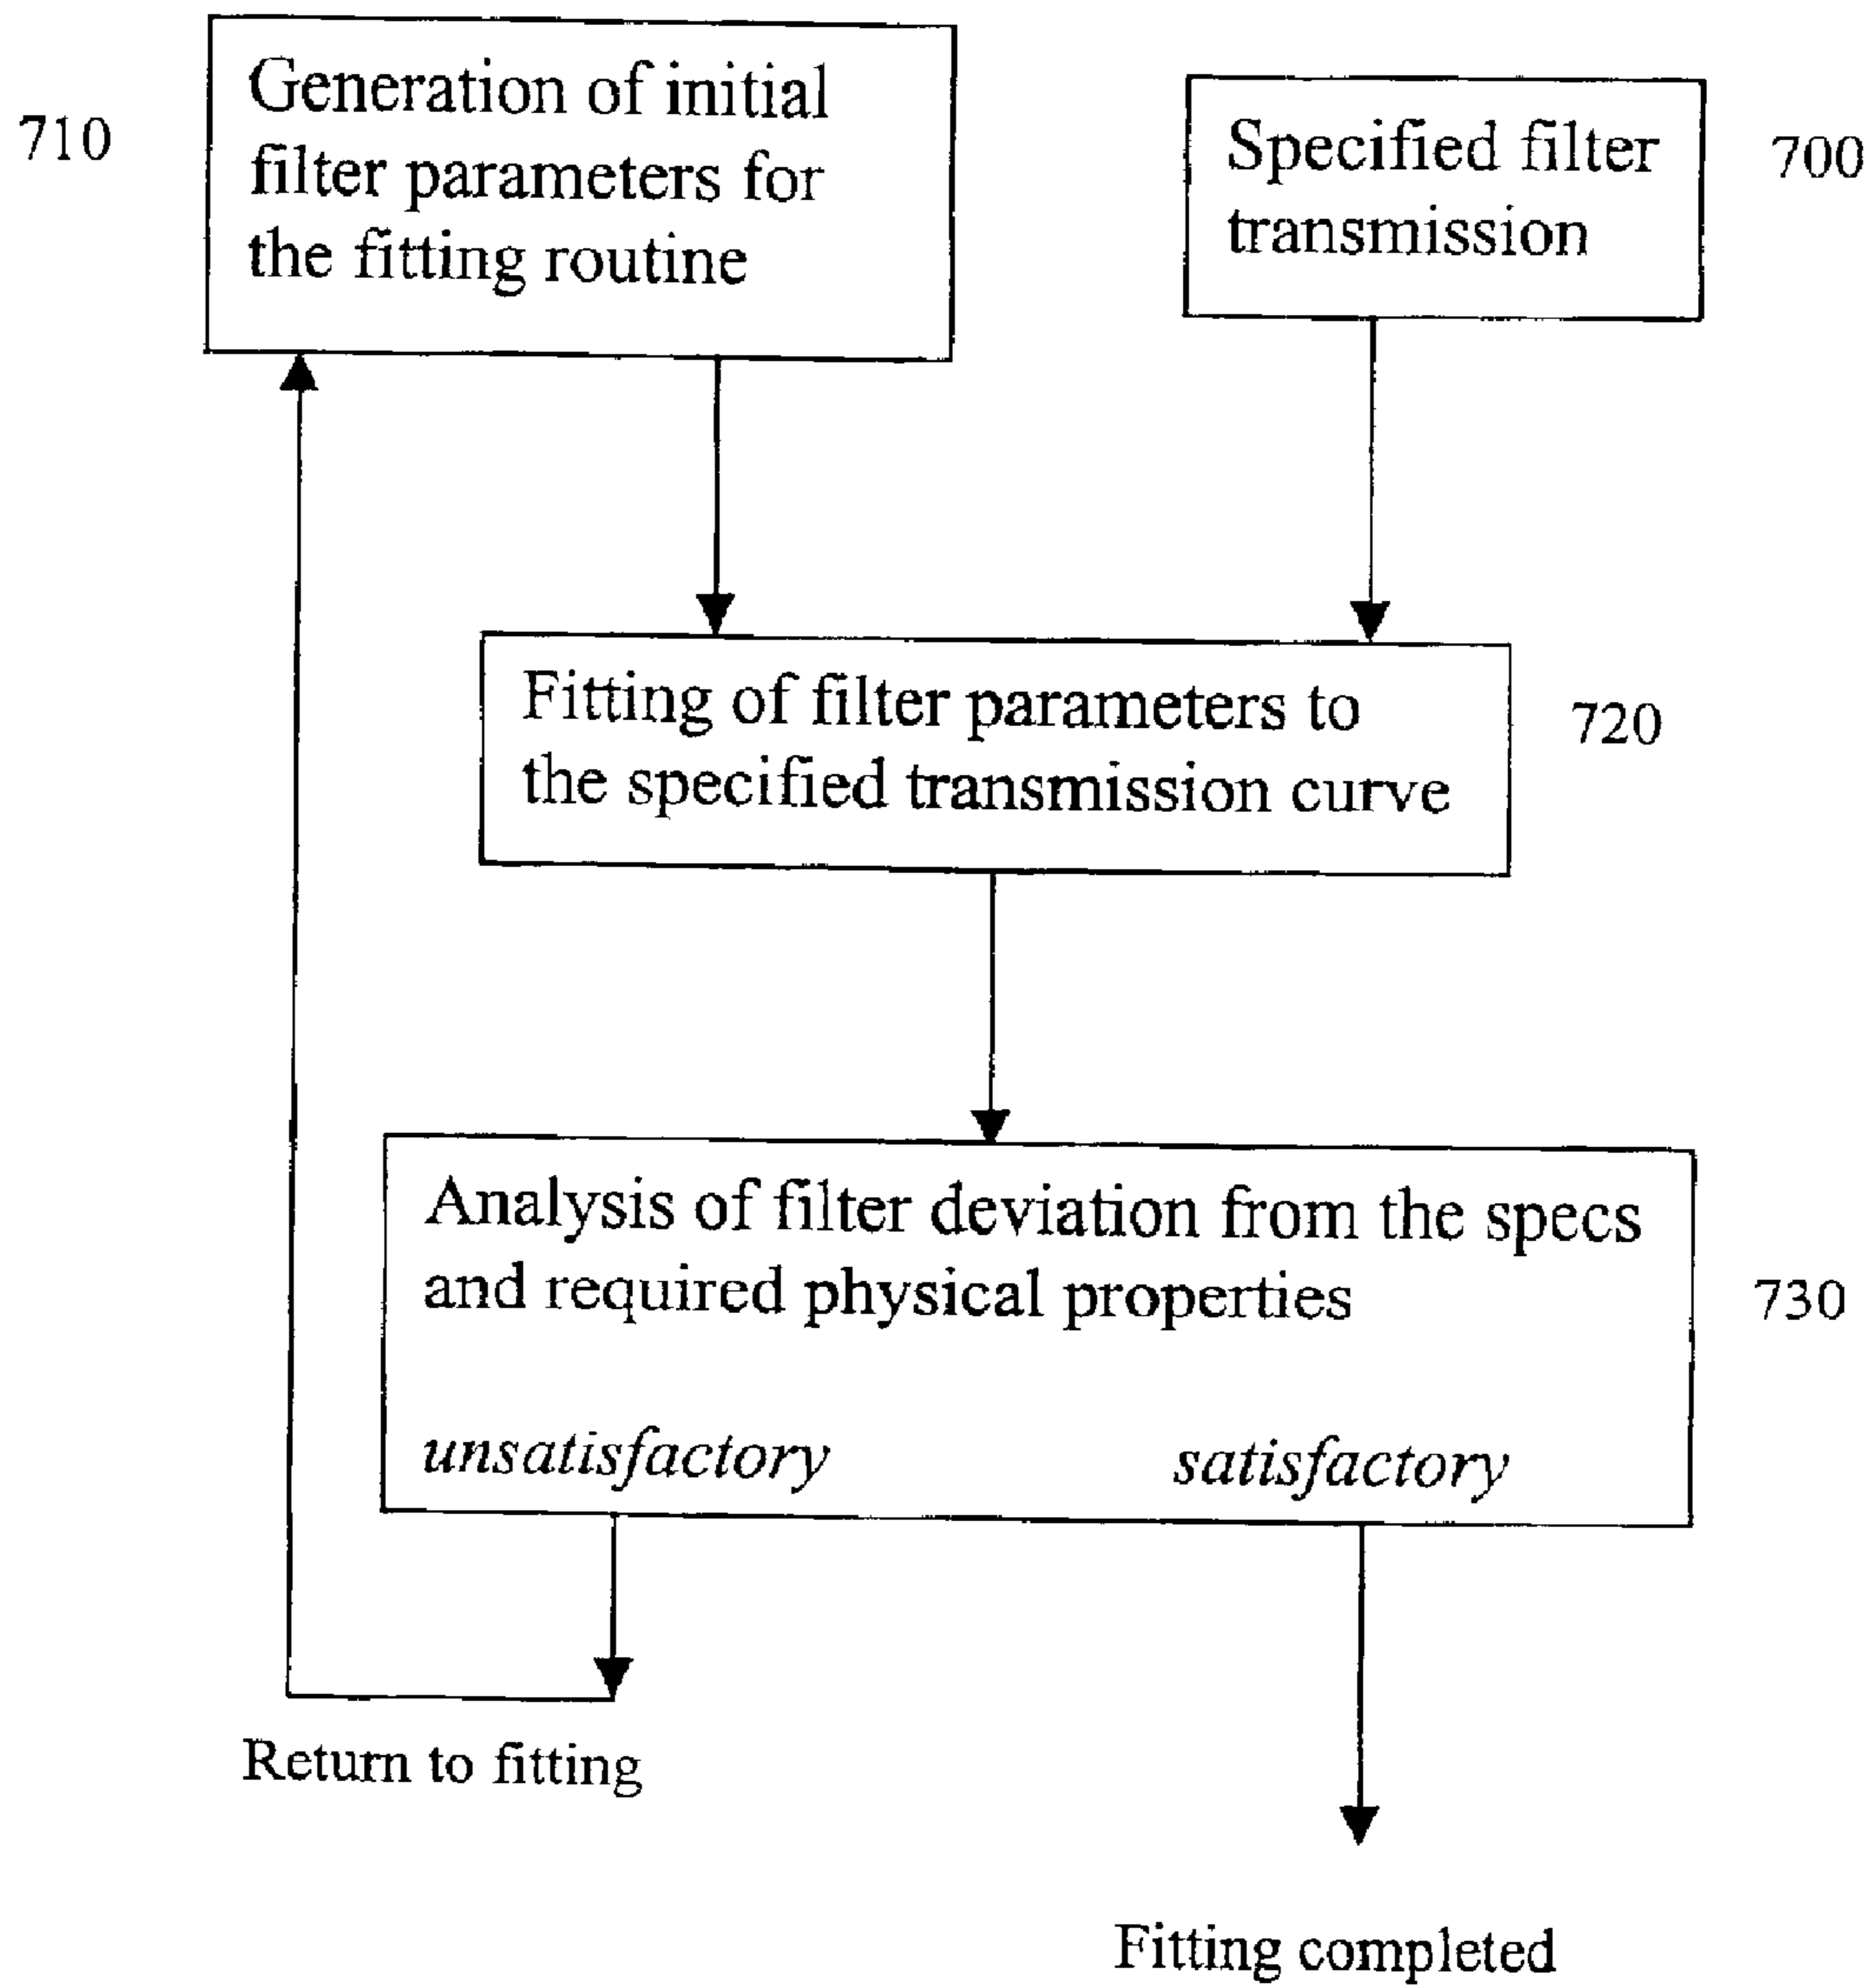 710
Generation of initial
filter parameters for
the fitting routine
Specified filter
transmission
700
Fitting of filter parameters to
the specified transmission curve
720
Analysis of filter deviation from the specs
and required physical properties
730
unsatisfactory
satisfactory
Return to fitting
Fitting completed